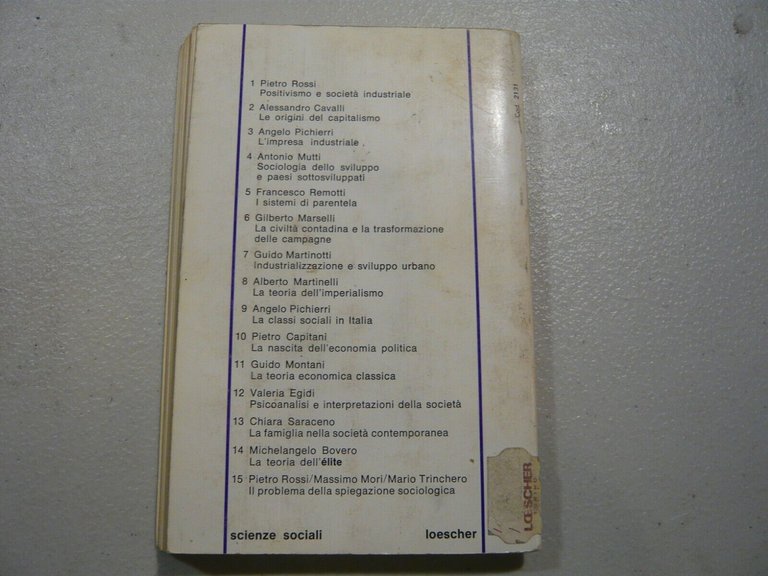 1 Pietro Rossi
Positivismo e società industriale
2 Alessandro Cavalli
Le origini del capitalismo
3 Angelo Pichierri
L'impresa industriale
4 Antonio Mutti
Sociologia dello sviluppo
e paesi sottosviluppati
5 Francesco Remotti
I sistemi di parentela
6 Gilberto Marselli
La civiltà contadina e la trasformazione
delle campagne
7 Guido Martinotti
Industrializzazione e sviluppo urbano
8 Alberto Martinelli
La teoria dell'imperialismo
9 Angelo Pichierri
La classi sociali in Italia
10 Pietro Capitani
La nascita dell'economia politica
11 Guido Montani
La teoria economica classica
12 Valeria Egidi
Psicoanalisi e interpretazioni della società
13 Chiara Saraceno
La famiglia nella società contemporanea
14 Michelangelo Bovero
La teoria dell'élite
15 Pietro Rossi/Massimo Mori/Mario Trinchero
Il problema della spiegazione sociologica
scienze sociali loescher
Cod. 2131
LŒSCHER
TORINO